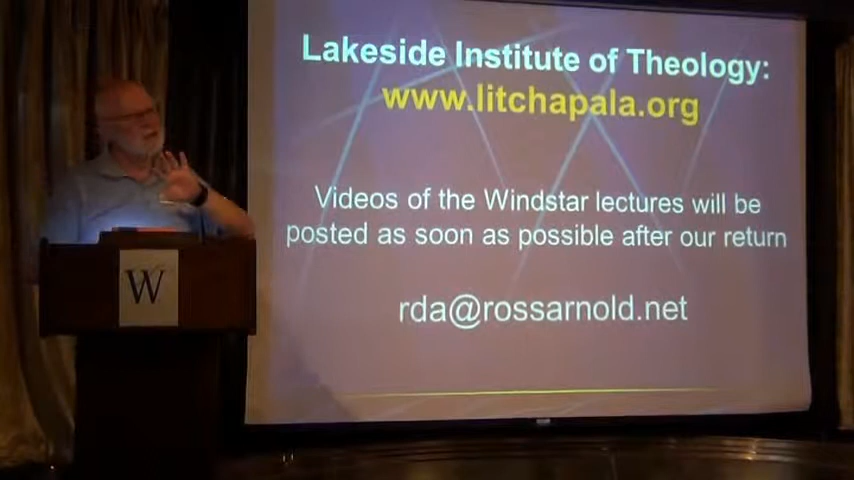 Lakeside Institute of Theology:
www.litchapala.org
Videos of the Windstar lectures will be
posted as soon as possible after our return
rda@rossarnold.net
W